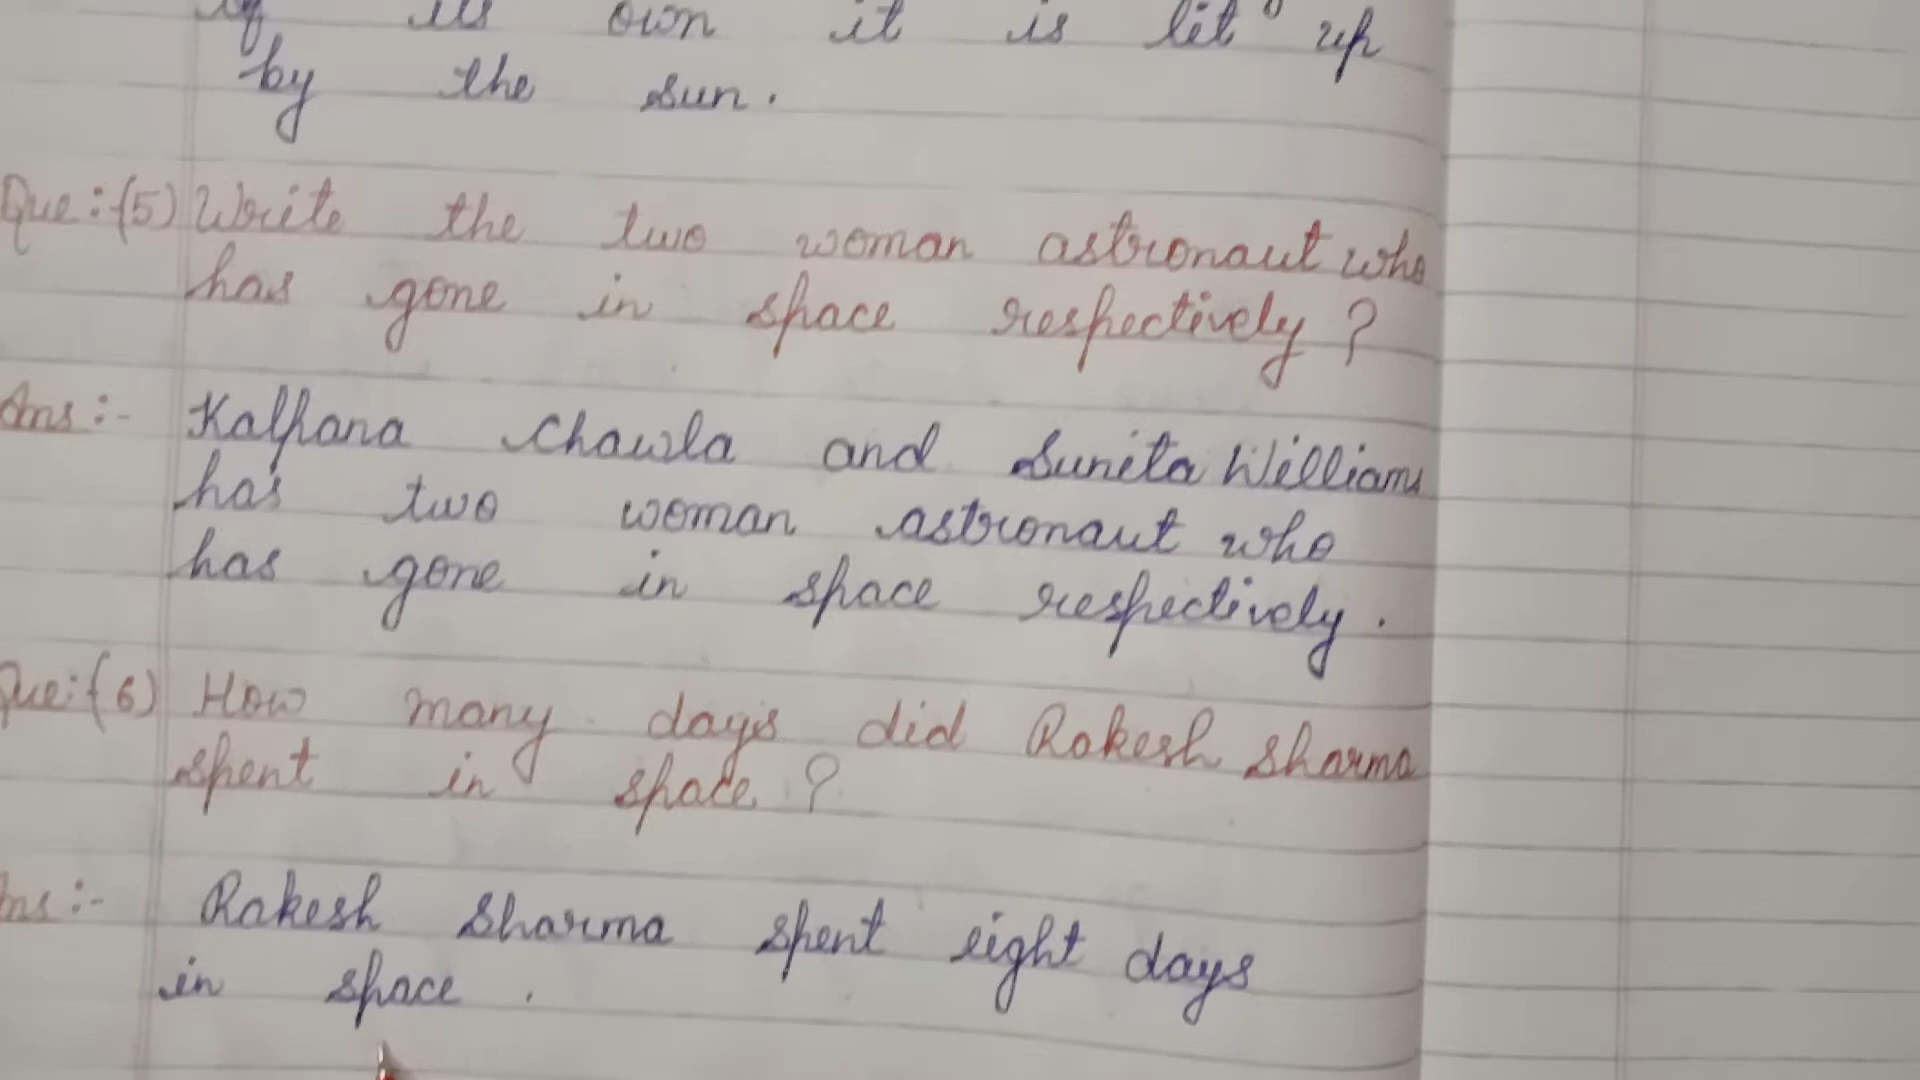 of its own it is lit up
by the sun.
Que:(5) Write the two woman astronaut who
has gone in space respectively?
Ans:- Kalpana Chawla and Sunita Williams
has two woman astronaut who
has gone in space respectively.
Que:(6) How many days did Rakesh Sharma
spent in space?
Ans:- Rakesh Sharma spent eight days
in space.